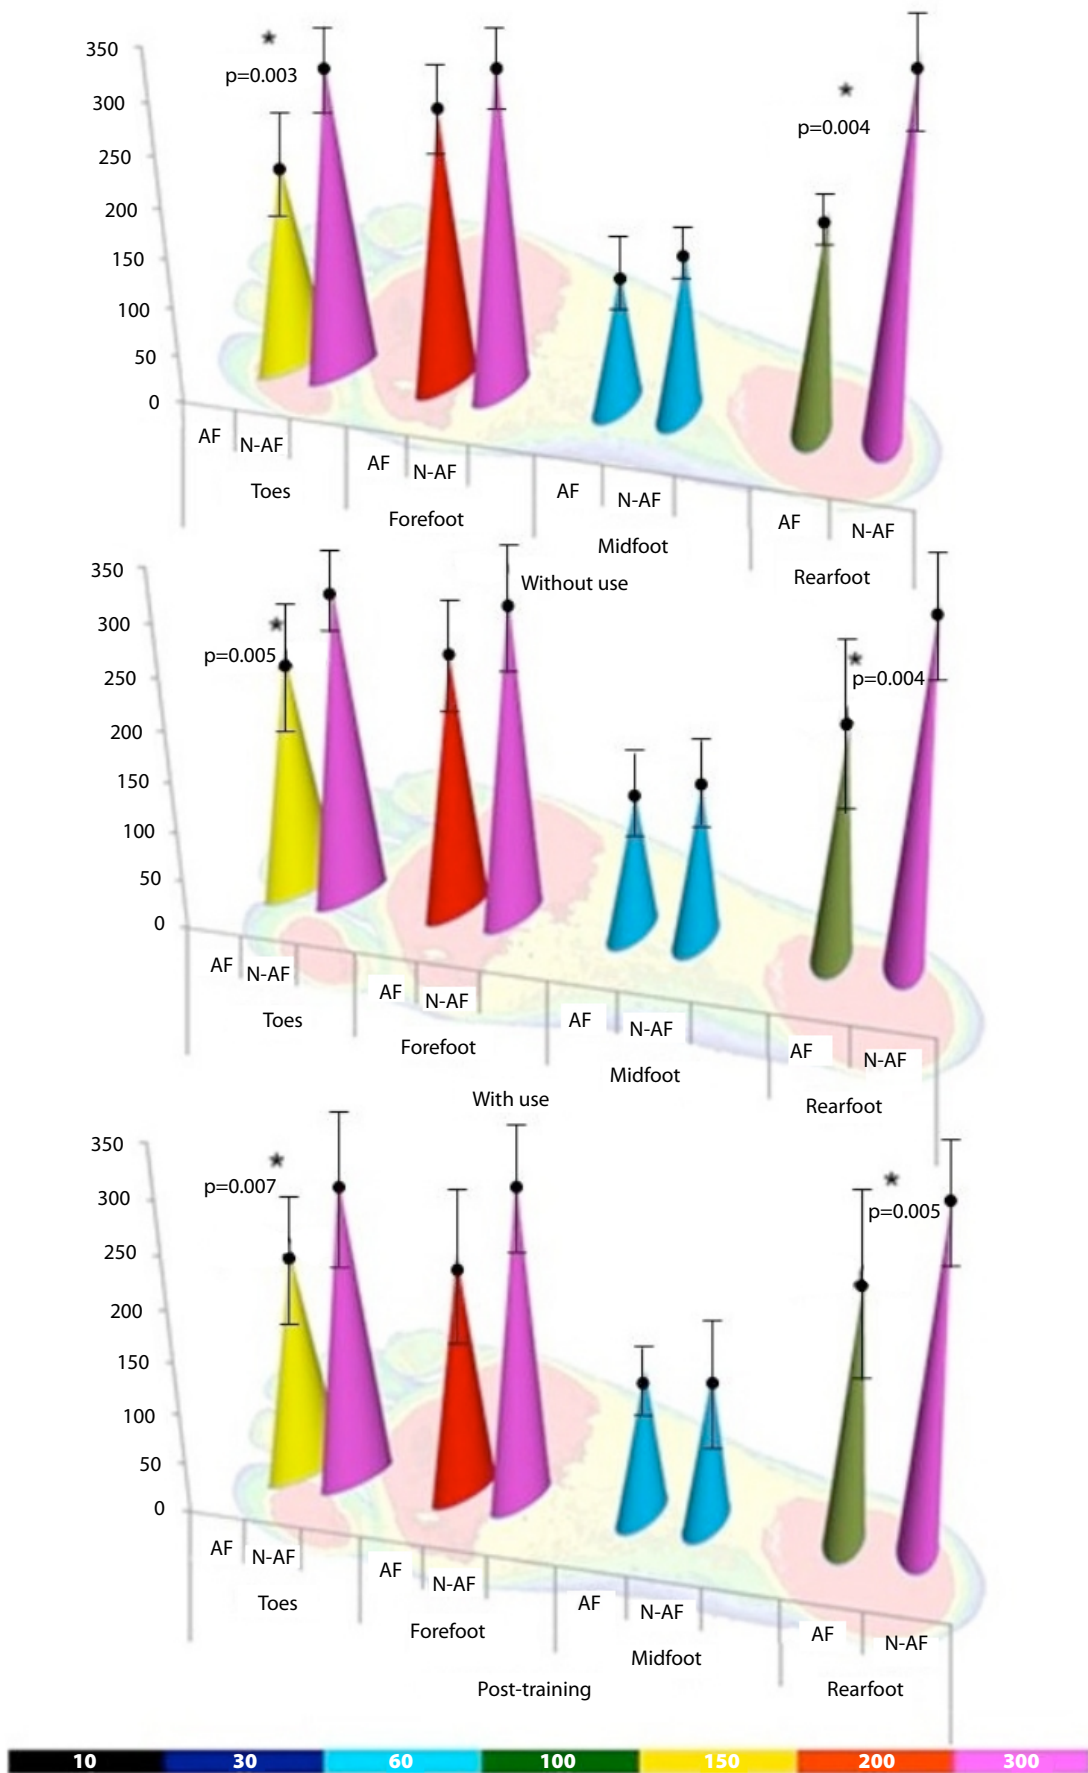 350
300
250
200
150
100
50
0
*
p=0.003
*
p=0.004
AF
N-AF
Toes
AF
N-AF
Forefoot
AF
N-AF
Midfoot
AF
N-AF
Rearfoot
Without use
350
300
250
200
150
100
50
0
*
p=0.005
*
p=0.004
AF
N-AF
Toes
AF
N-AF
Forefoot
AF
N-AF
Midfoot
AF
N-AF
Rearfoot
With use
350
300
250
200
150
100
50
0
*
p=0.007
*
p=0.005
AF
N-AF
Toes
AF
N-AF
Forefoot
AF
N-AF
Midfoot
AF
N-AF
Rearfoot
Post-training
10 30 60 100 150 200 300